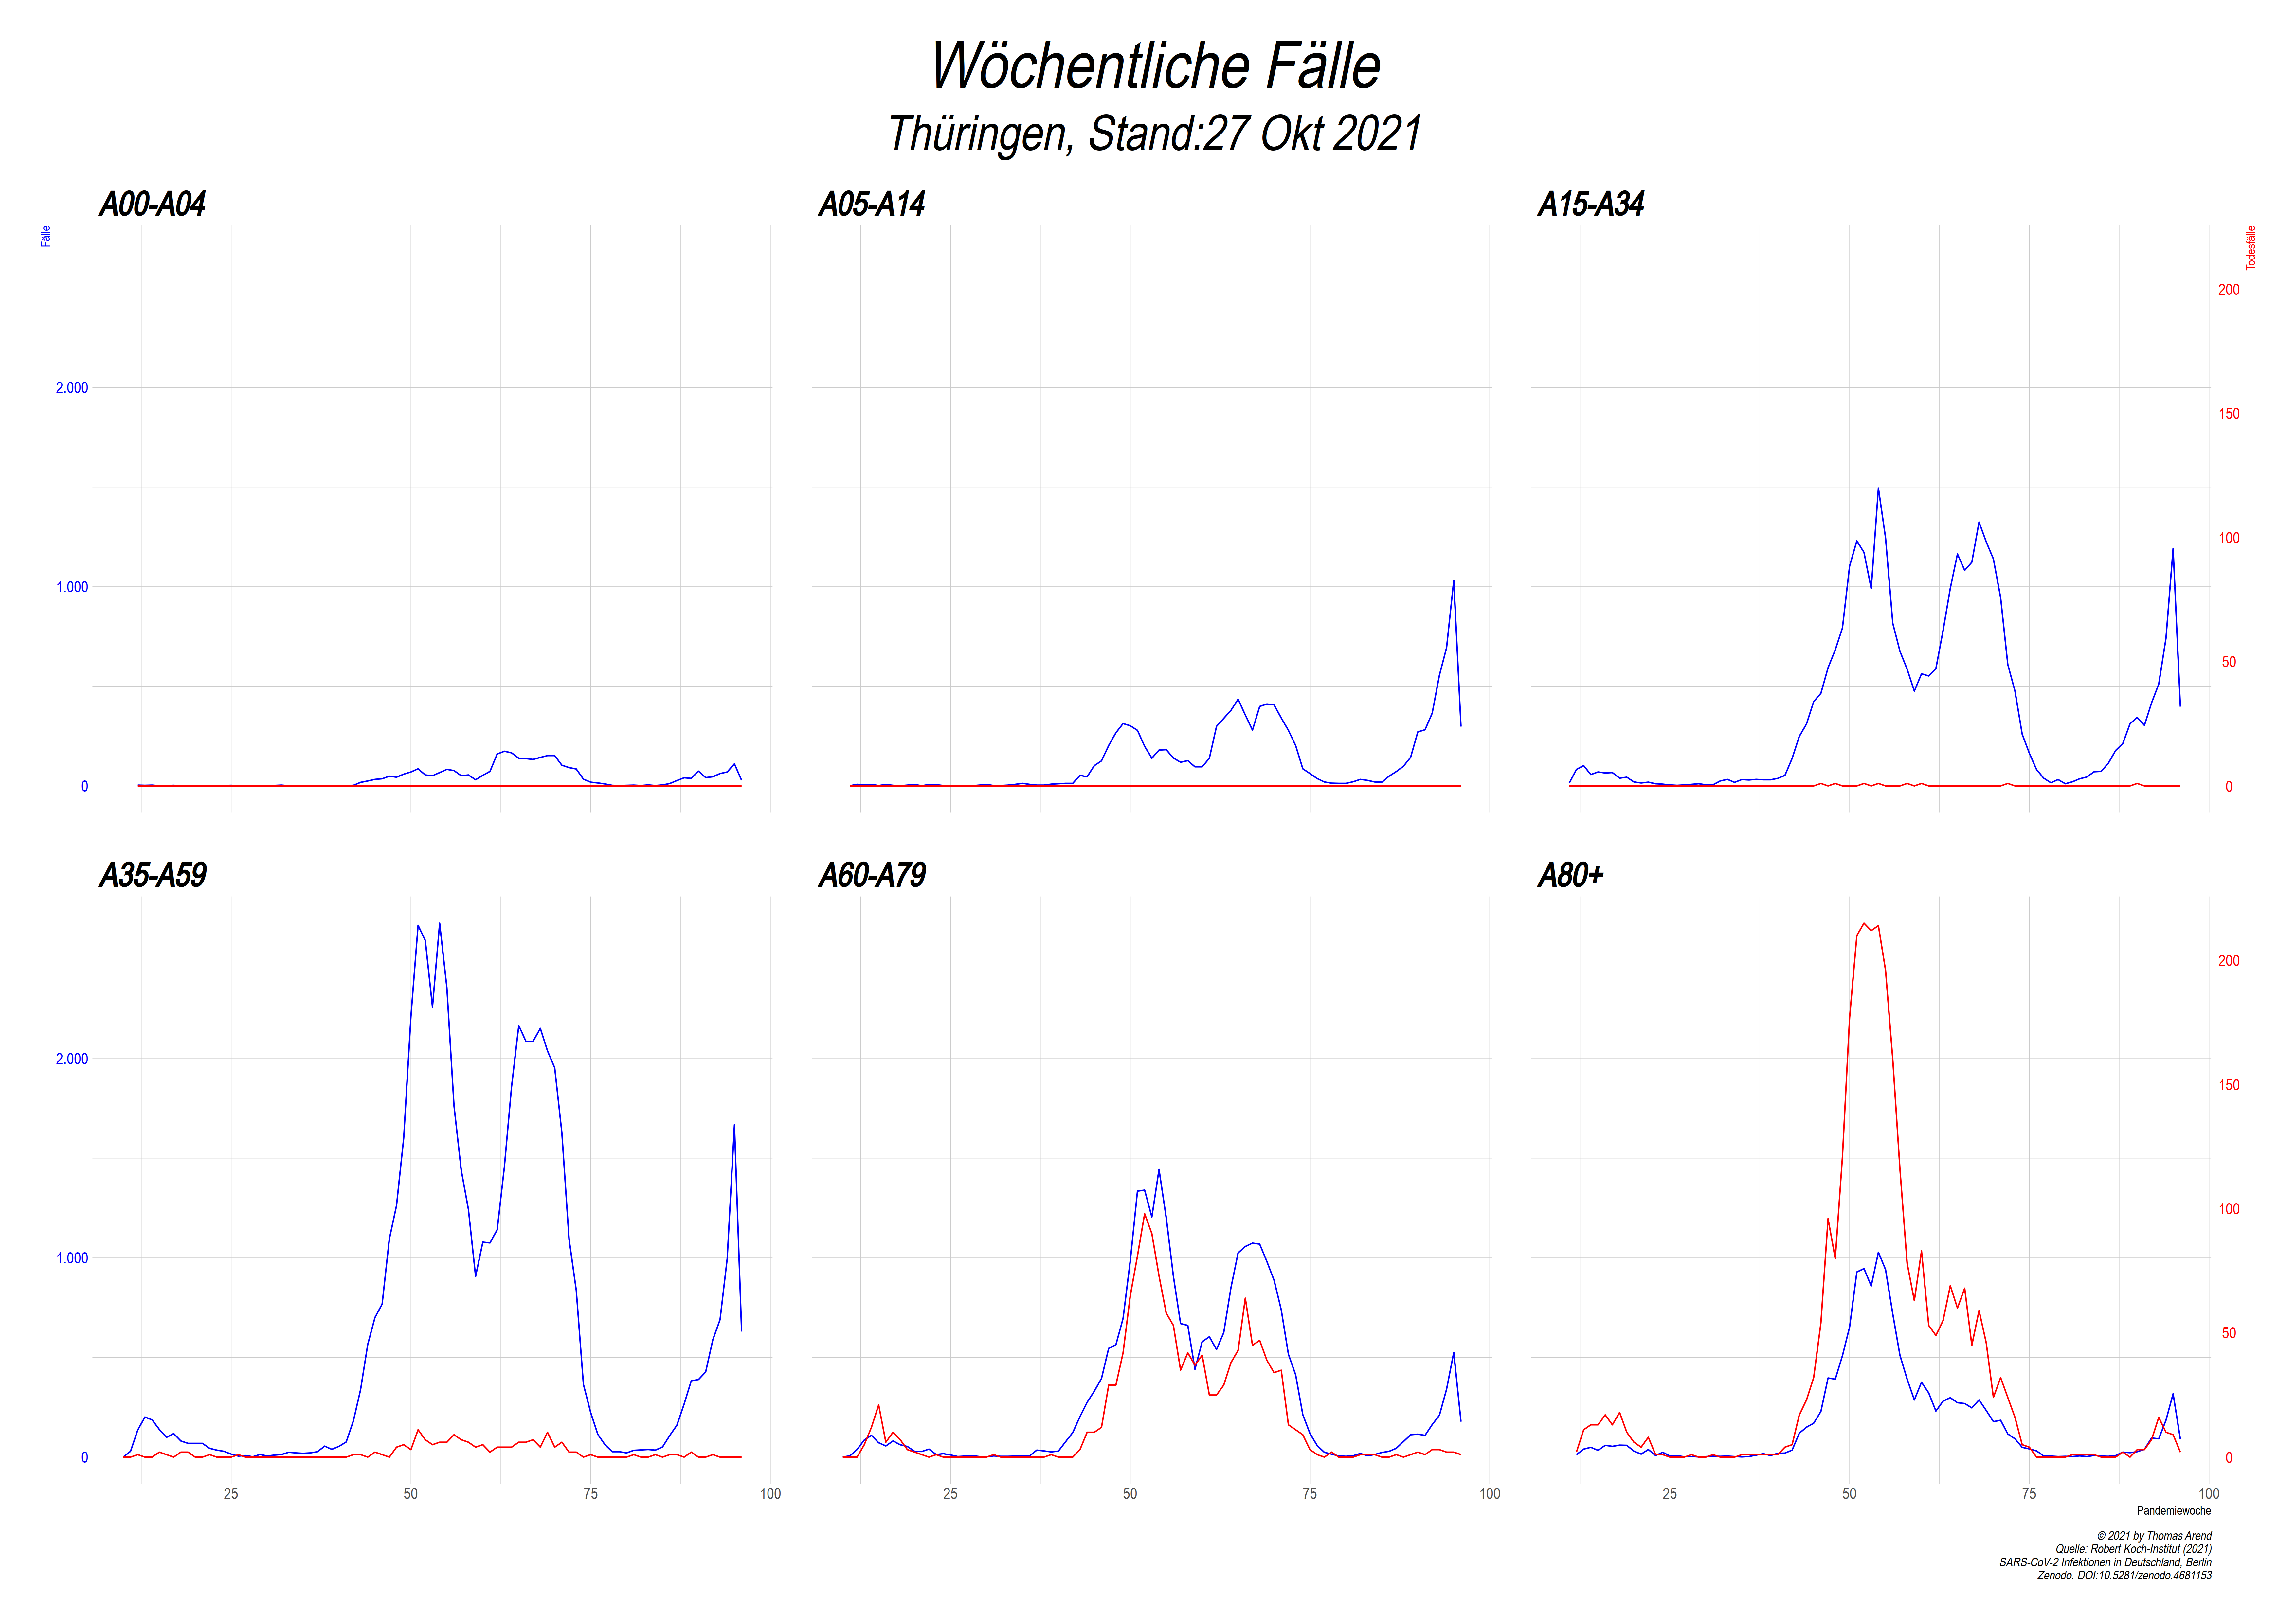 Wöchentliche Fälle
Thüringen, Stand:27 Okt 2021
A00-A04
A05-A14
A15-A34
Fälle
Todesfälle
200
2.000
150
1.000
100
50
0
0
A35-A59
A60-A79
A80+
200
2.000
150
1.000
100
50
0
0
25
50
75
100
25
50
75
100
25
50
75
100
Pandemiewoche
© 2021 by Thomas Arend
Quelle: Robert Koch-Institut (2021)
SARS-CoV-2 Infektionen in Deutschland, Berlin
Zenodo. DOI:10.5281/zenodo.4681153